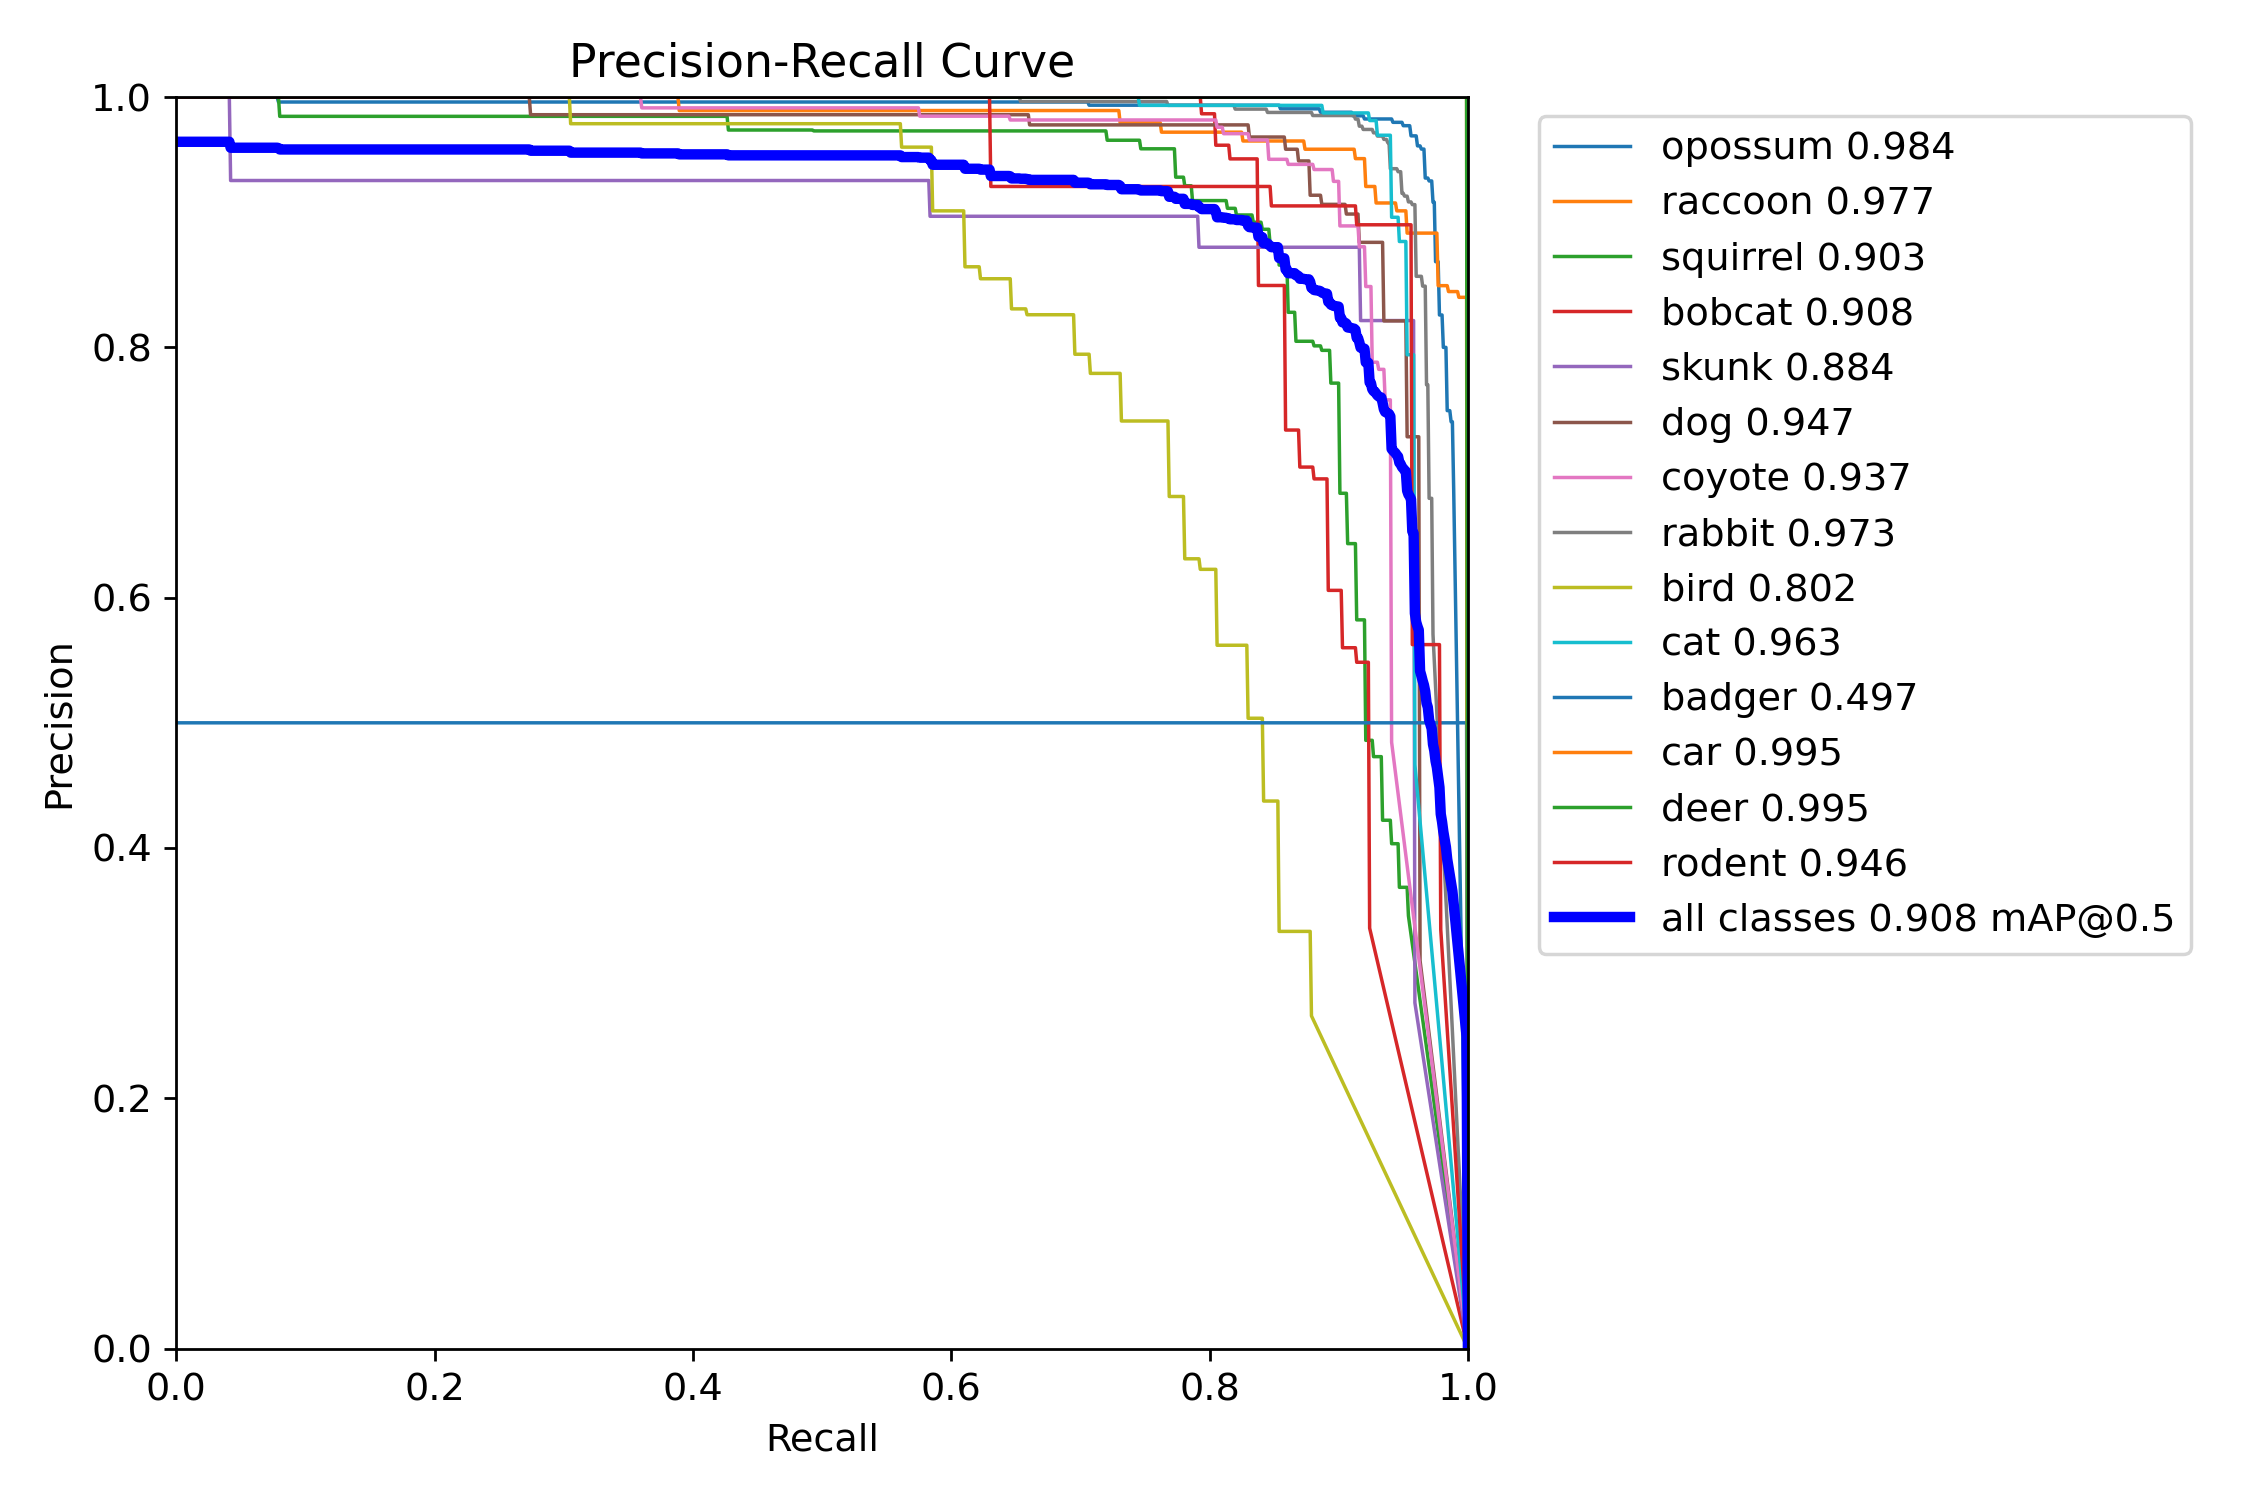 Precision-Recall Curve
1.0
0.8
0.6
0.4
0.2
0.0
Precision
0.0 0.2 0.4 0.6 0.8 1.0
Recall
opossum 0.984
raccoon 0.977
squirrel 0.903
bobcat 0.908
skunk 0.884
dog 0.947
coyote 0.937
rabbit 0.973
bird 0.802
cat 0.963
badger 0.497
car 0.995
deer 0.995
rodent 0.946
all classes 0.908 mAP@0.5